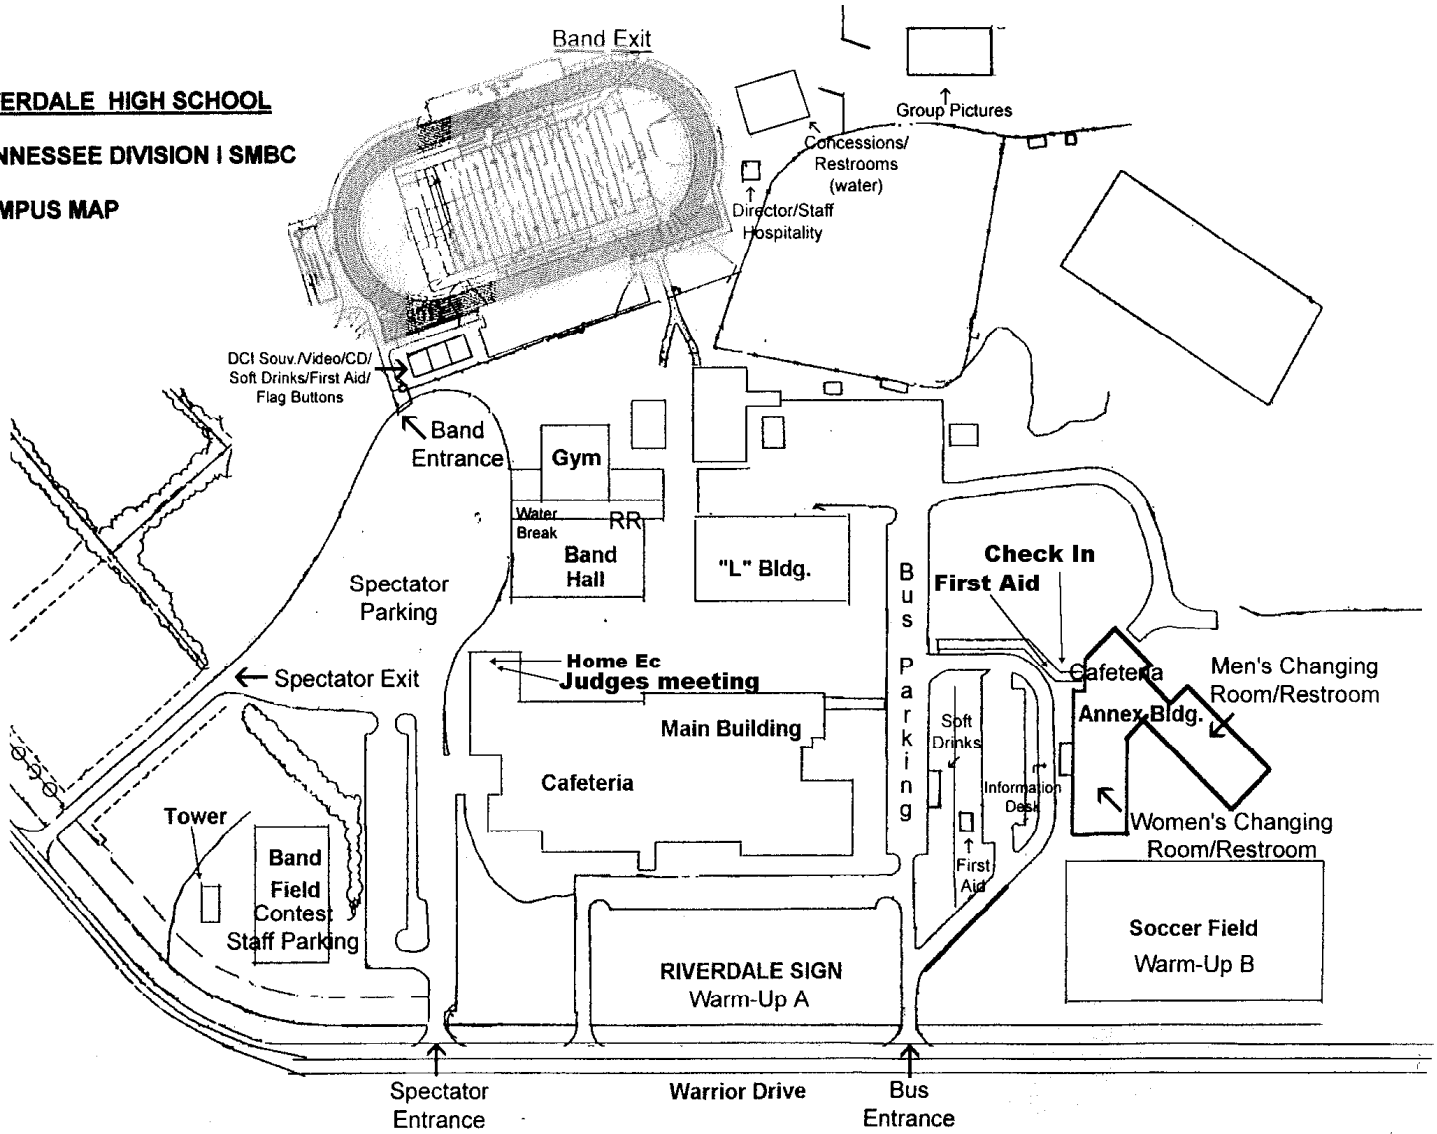 Band Exit
ERDALE HIGH SCHOOL
NNESSEE DIVISION I SMBC
MPUS MAP
Group Pictures
Concessions/
Restrooms
(water)
Director/Staff
Hospitality
DCI Souv./Video/CD/
Soft Drinks/First Aid/
Flag Buttons
Band
Entrance
Gym
Water
Break
RR
Band
Hall
"L" Bldg.
Spectator
Parking
Bus Parking
Check In
First Aid
Spectator Exit
Home Ec
Judges meeting
Main Building
Cafeteria
Cafeteria
Annex Bldg.
Men's Changing
Room/Restroom
Soft
Drinks
Information
Desk
Women's Changing
Room/Restroom
First
Aid
Tower
Band
Field
Contest
Staff Parking
RIVERDALE SIGN
Warm-Up A
Soccer Field
Warm-Up B
Spectator
Entrance
Warrior Drive
Bus
Entrance